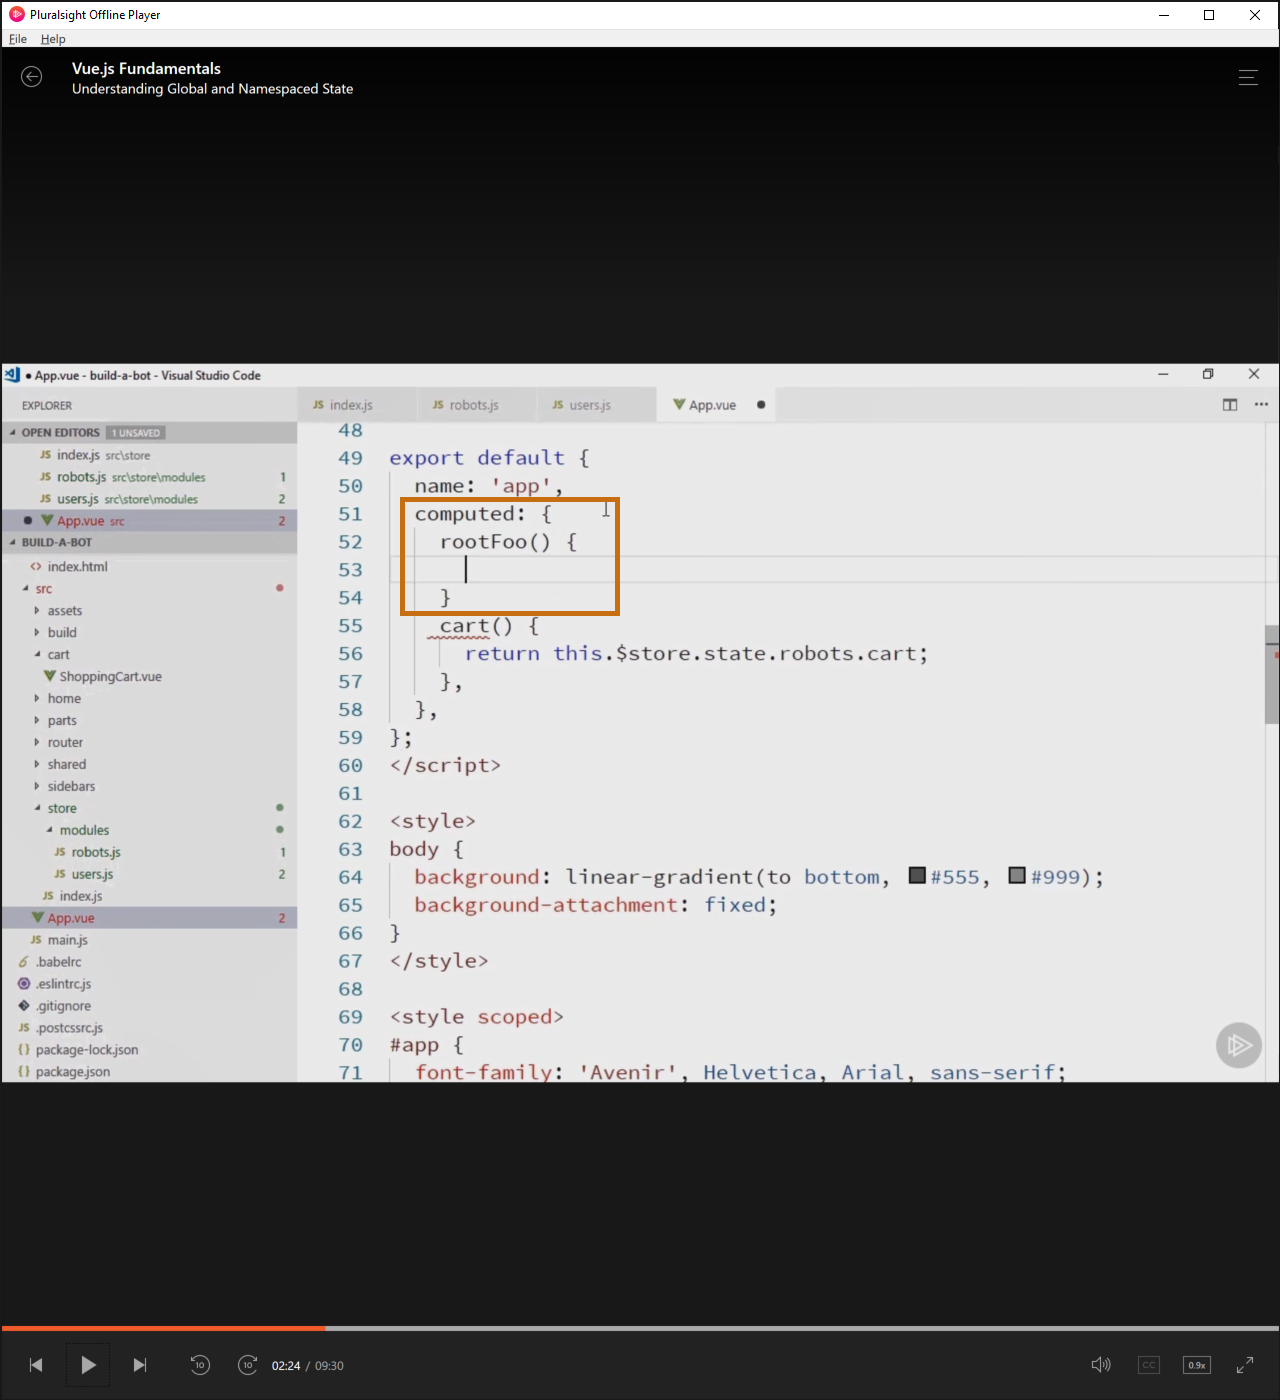 Pluralsight Offline Player
File Help
Vue.js Fundamentals
Understanding Global and Namespaced State
● App.vue - build-a-bot - Visual Studio Code
EXPLORER
JS index.js
JS robots.js
JS users.js
App.vue ●
OPEN EDITORS 1 UNSAVED
JS index.js src\store
JS robots.js src\store\modules 1
JS users.js src\store\modules 2
● App.vue src 2
BUILD-A-BOT
<> index.html
src
assets
build
cart
ShoppingCart.vue
home
parts
router
shared
sidebars
store
modules
JS robots.js 1
JS users.js 2
JS index.js
App.vue 2
JS main.js
.babelrc
.eslintrc.js
.gitignore
JS .postcssrc.js
{} package-lock.json
{} package.json
48
49 export default {
50 name: 'app',
51 computed: {
52 rootFoo() {
53
54 }
55 cart() {
56 return this.$store.state.robots.cart;
57 },
58 },
59 };
60 </script>
61
62 <style>
63 body {
64 background: linear-gradient(to bottom, #555, #999);
65 background-attachment: fixed;
66 }
67 </style>
68
69 <style scoped>
70 #app {
71 font-family: 'Avenir', Helvetica, Arial, sans-serif;
10
10
02:24 / 09:30
CC
0.9x